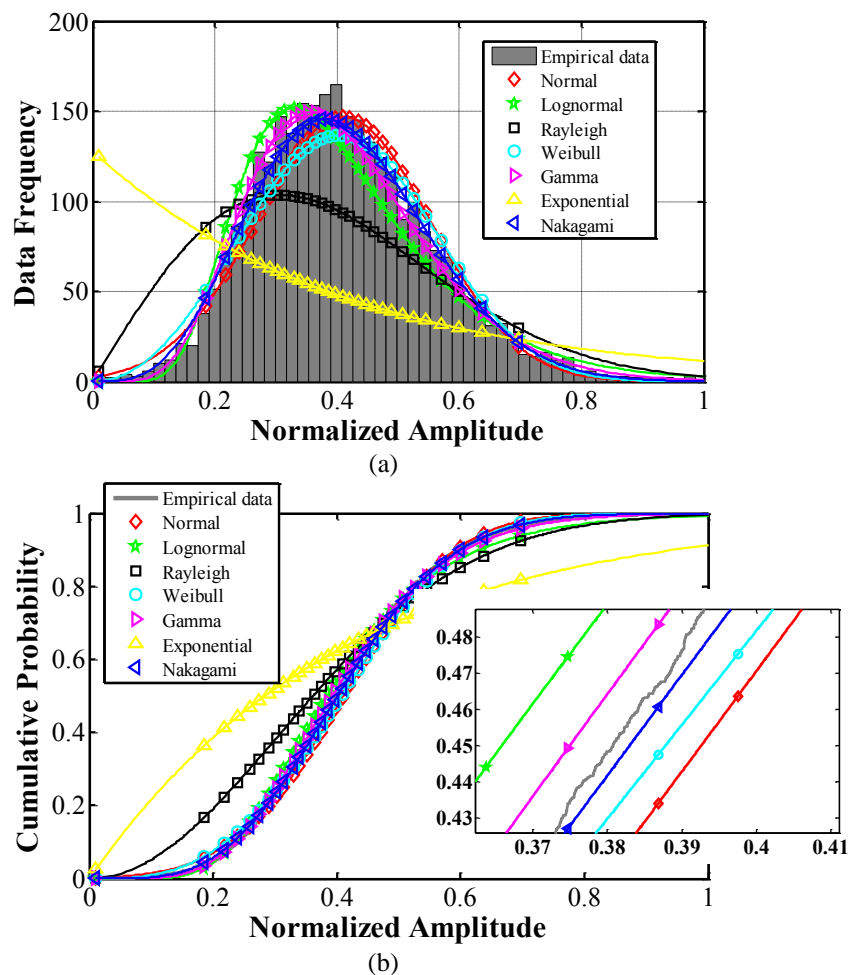 200
150
100
50
0
Data Frequency
Empirical data
Normal
Lognormal
Rayleigh
Weibull
Gamma
Exponential
Nakagami
0 0.2 0.4 0.6 0.8 1
Normalized Amplitude
(a)
1
0.8
0.6
0.4
0.2
0
Cumulative Probability
Empirical data
Normal
Lognormal
Rayleigh
Weibull
Gamma
Exponential
Nakagami
0.48
0.47
0.46
0.45
0.44
0.43
0.37 0.38 0.39 0.4 0.41
0 0.2 0.4 0.6 0.8 1
Normalized Amplitude
(b)